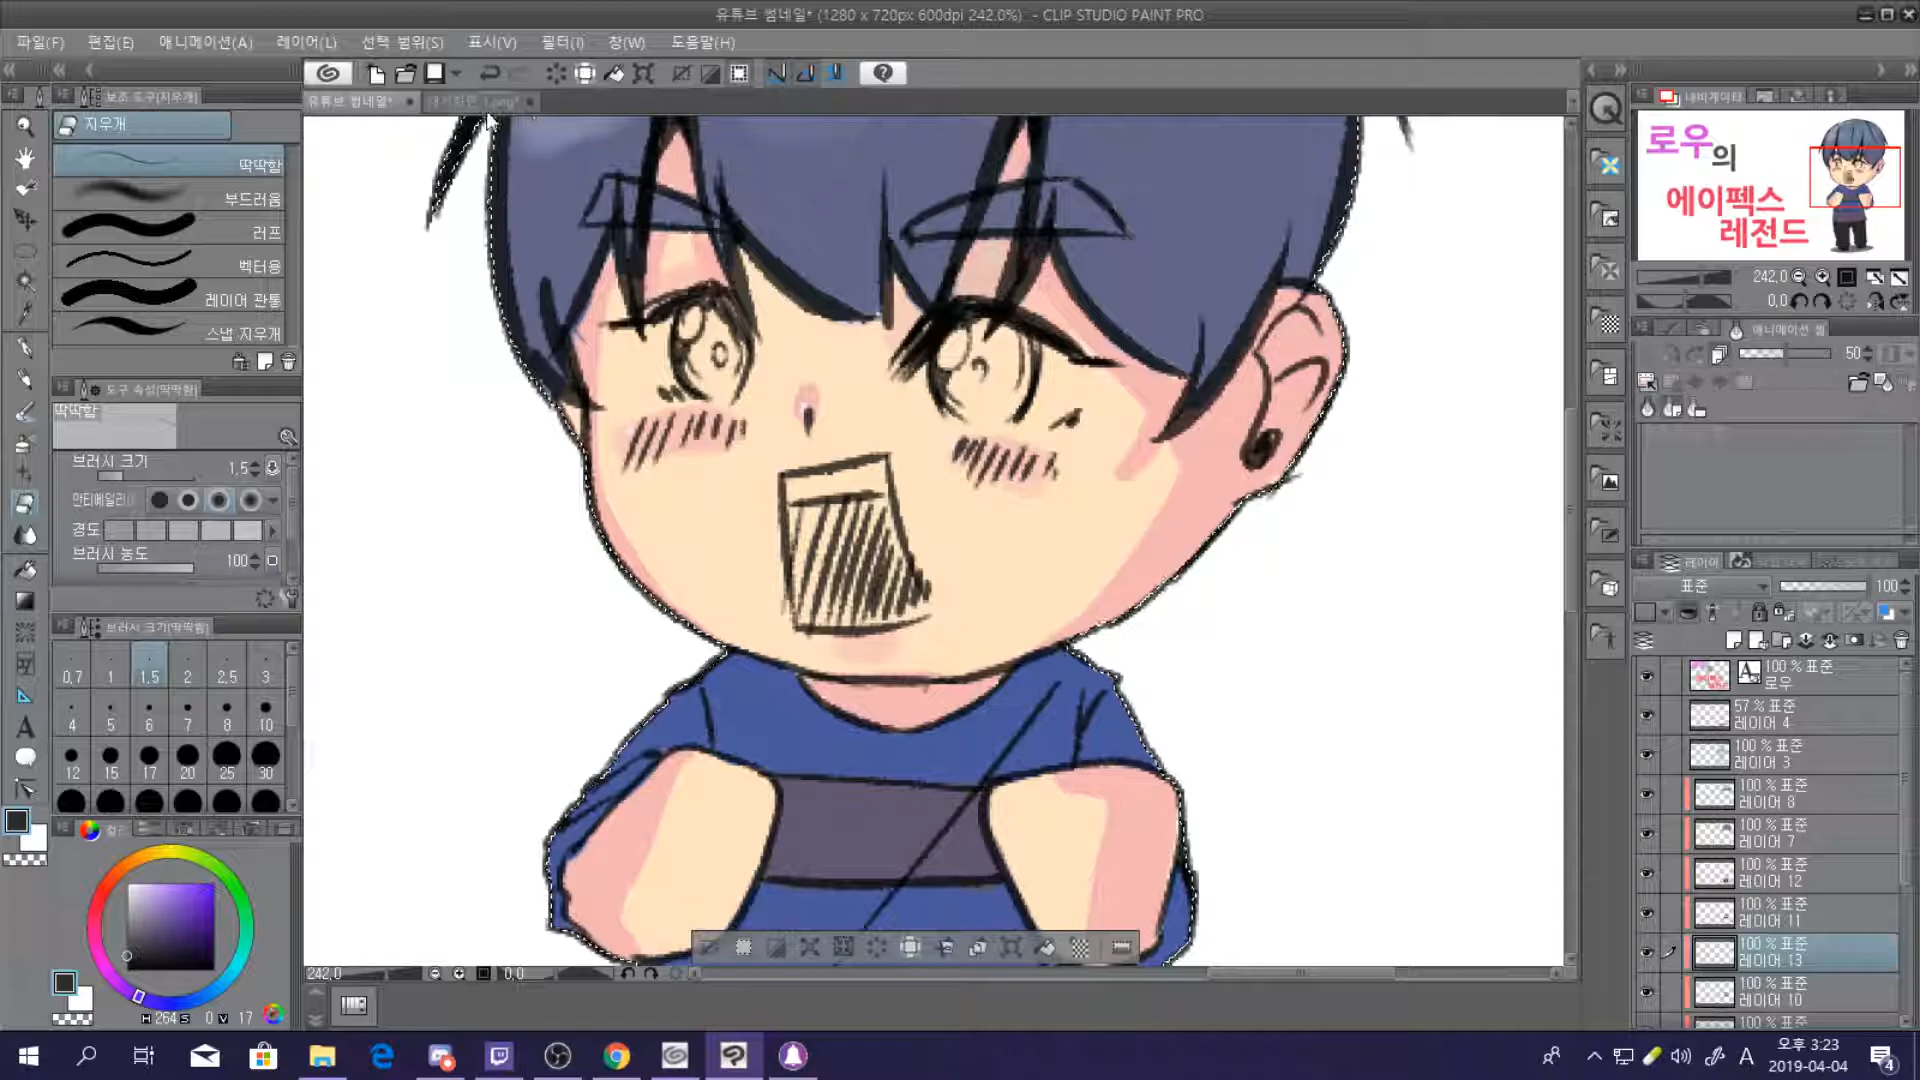 유튜브 썸네일* (1280 x 720px 600dpi 242.0%) - CLIP STUDIO PAINT PRO
파일(F) 편집(E) 애니메이션(A) 레이어(L) 선택 범위(S) 표시(V) 필터(I) 창(W) 도움말(H)
보조 도구[지우개]
유튜브 썸네일*
내비게이터
지우개
딱딱함
부드러움
러프
벡터용
레이어 관통
스냅 지우개
로우의
에이펙스
레전드
242,0
0,0
도구 속성[딱딱함]
딱딱함
애니메이션 셀
50
브러시 크기 1,5
경도
브러시 농도 100
브러시 크기[딱딱함]
0,7 1 1,5 2 2,5 3
4 5 6 7 8 10
12 15 17 20 25 30
레이어
표준 100
100 % 표준
로우
57 % 표준
레이어 4
100 % 표준
레이어 3
100 % 표준
레이어 8
100 % 표준
레이어 7
100 % 표준
레이어 12
100 % 표준
레이어 11
100 % 표준
레이어 13
100 % 표준
레이어 10
100 % 표준
242,0 0,0
H 264 S 0 V 17
A
오후 3:23
2019-04-04
4